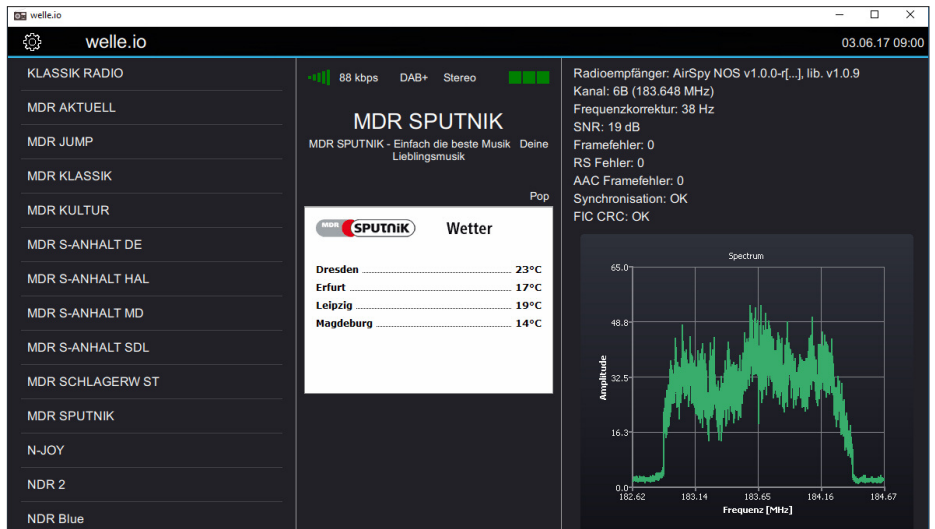 welle.io
welle.io
03.06.17 09:00
KLASSIK RADIO
MDR AKTUELL
MDR JUMP
MDR KLASSIK
MDR KULTUR
MDR S-ANHALT DE
MDR S-ANHALT HAL
MDR S-ANHALT MD
MDR S-ANHALT SDL
MDR SCHLAGERW ST
MDR SPUTNIK
N-JOY
NDR 2
NDR Blue
88 kbps DAB+ Stereo
MDR SPUTNIK
MDR SPUTNIK - Einfach die beste Musik Deine
Lieblingsmusik
Pop
MDR SPUTNIK Wetter
Dresden 23°C
Erfurt 17°C
Leipzig 19°C
Magdeburg 14°C
Radioempfänger: AirSpy NOS v1.0.0-r[...], lib. v1.0.9
Kanal: 6B (183.648 MHz)
Frequenzkorrektur: 38 Hz
SNR: 19 dB
Framefehler: 0
RS Fehler: 0
AAC Framefehler: 0
Synchronisation: OK
FIC CRC: OK
Spectrum
65.0
48.8
32.5
16.3
0.0
Amplitude
182.62 183.14 183.65 184.16 184.67
Frequenz [MHz]